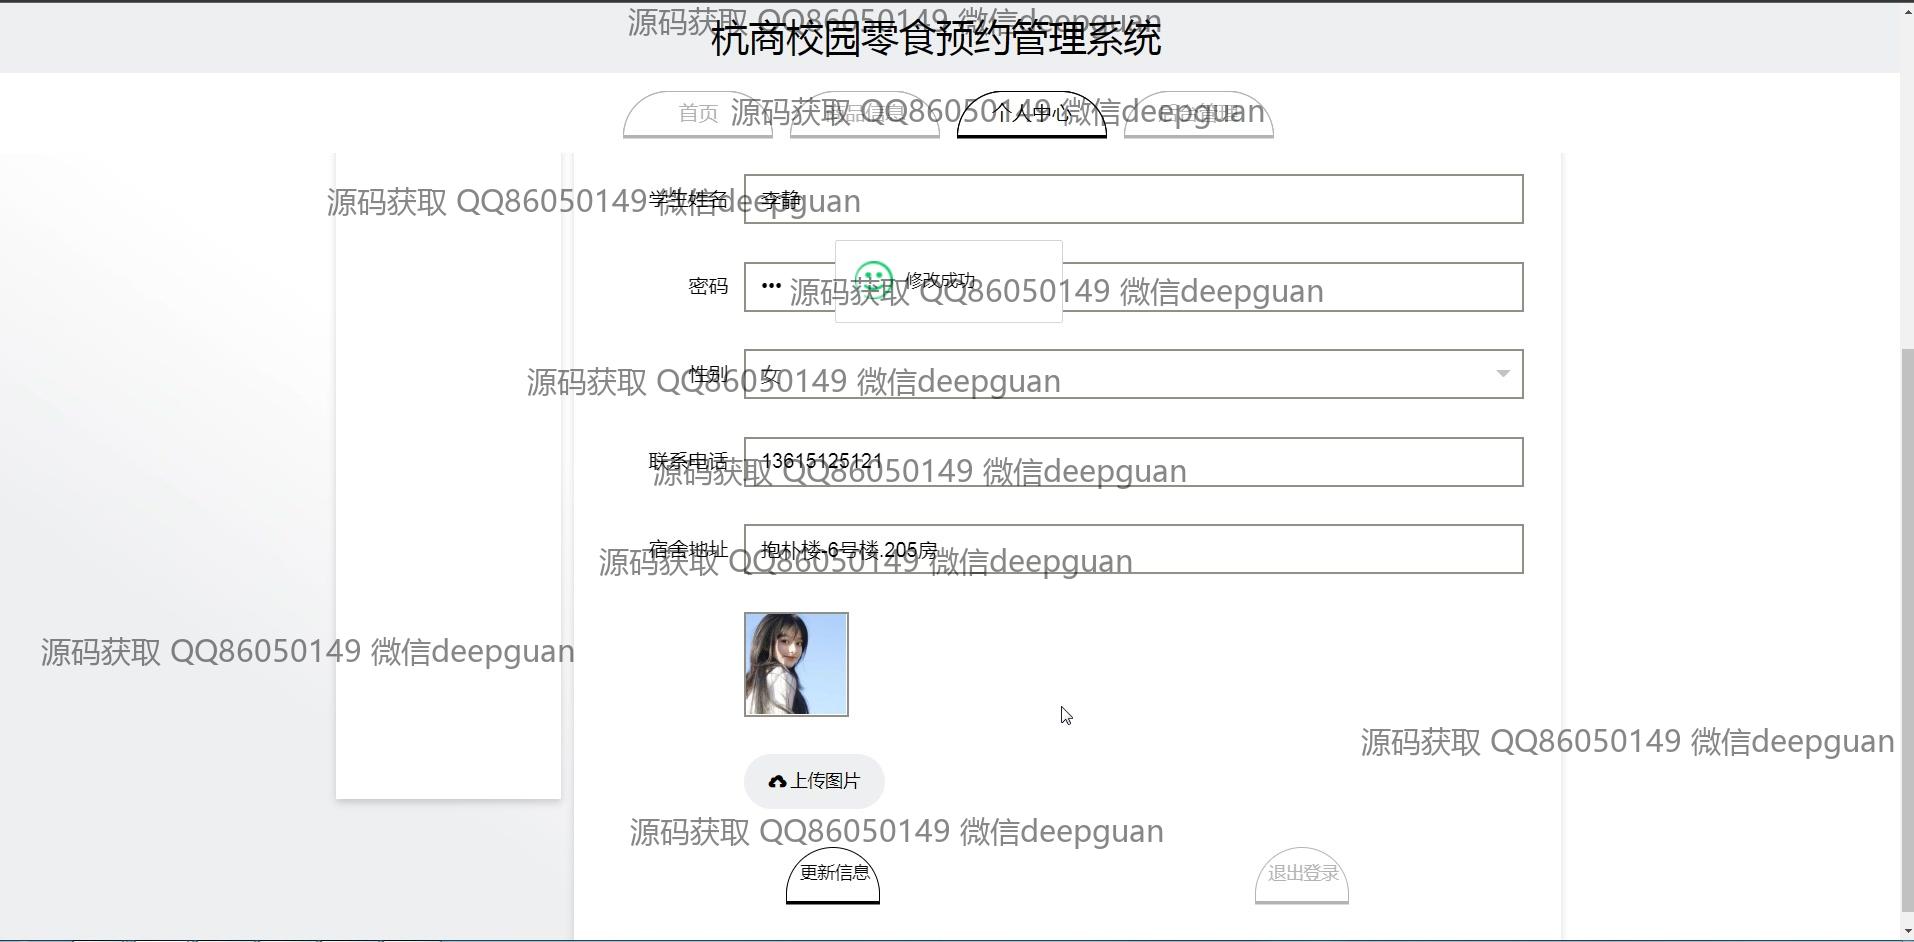 源码获取 QQ86050149 微信deepguan
杭商校园零食预约管理系统
首页
商品信息
个人中心
后台管理
源码获取 QQ86050149 微信deepguan
学生姓名
李静
源码获取 QQ86050149 微信deepguan
修改成功
密码
•••
源码获取 QQ86050149 微信deepguan
性别
女
源码获取 QQ86050149 微信deepguan
联系电话
13615125121
源码获取 QQ86050149 微信deepguan
宿舍地址
抱朴楼-6号楼.205房
源码获取 QQ86050149 微信deepguan
源码获取 QQ86050149 微信deepguan
源码获取 QQ86050149 微信deepguan
上传图片
源码获取 QQ86050149 微信deepguan
更新信息
退出登录